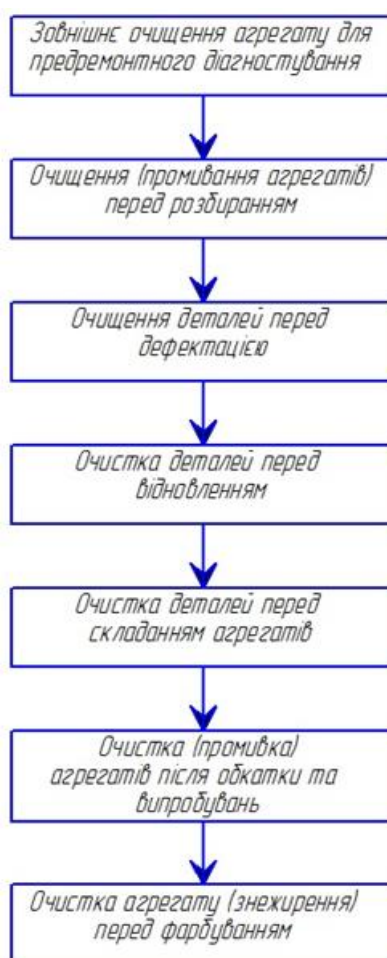 Зовнішнє очищення агрегату для
предремонтного діагностування
Очищення (промивання агрегатів)
перед розбиранням
Очищення деталей перед
дефектацією
Очистка деталей перед
відновленням
Очистка деталей перед
складанням агрегатів
Очистка (промивка)
агрегатів після обкатки та
випробувань
Очистка агрегату (знежирення)
перед фарбуванням